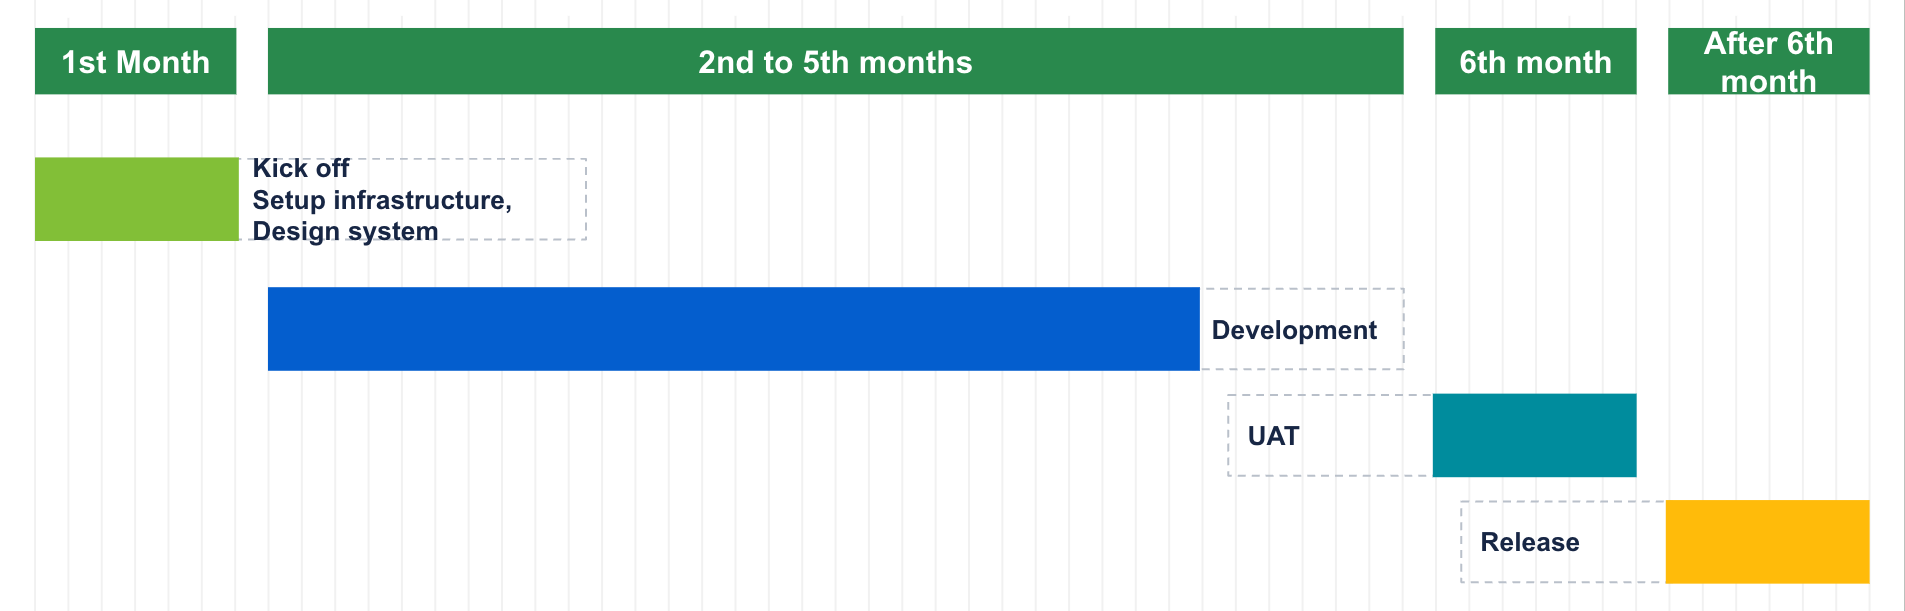 1st Month
2nd to 5th months
6th month
After 6th
month
Kick off
Setup infrastructure,
Design system
Development
UAT
Release